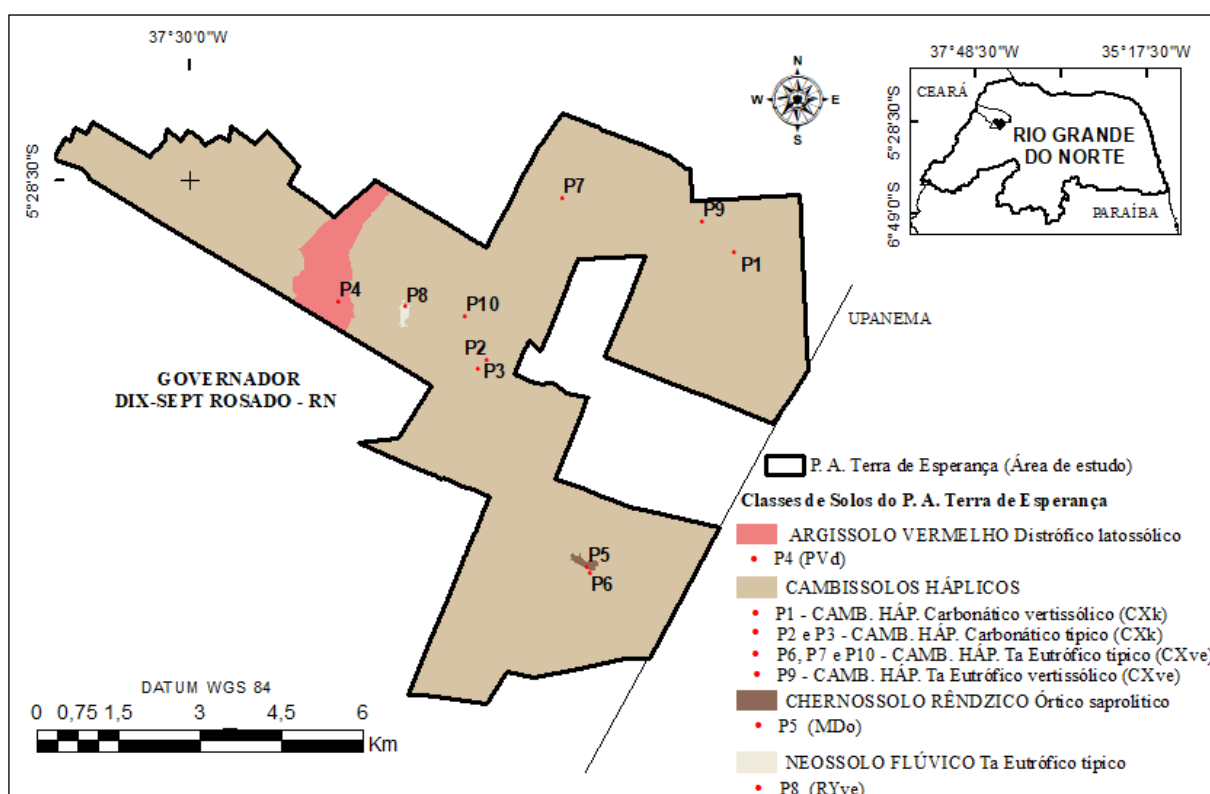 37°30'0"W
5°28'30"S
N
W
E
S
37°48'30"W
35°17'30"W
5°28'30"S
6°49'0"S
CEARÁ
RIO GRANDE
DO NORTE
PARAÍBA
P7
P9
P1
P4
P8
P10
P2
P3
UPANEMA
GOVERNADOR
DIX-SEPT ROSADO - RN
P5
P6
P. A. Terra de Esperança (Área de estudo)
Classes de Solos do P. A. Terra de Esperança
ARGISSOLO VERMELHO Distrófico latossólico
P4 (PVd)
CAMBISSOLOS HÁPLICOS
P1 - CAMB. HÁP. Carbonático vertissólico (CXk)
P2 e P3 - CAMB. HÁP. Carbonático típico (CXk)
P6, P7 e P10 - CAMB. HÁP. Ta Eutrófico típico (CXve)
P9 - CAMB. HÁP. Ta Eutrófico vertissólico (CXve)
CHERNOSSOLO RÊNDZICO Órtico saprolítico
P5 (MDo)
NEOSSOLO FLÚVICO Ta Eutrófico típico
P8 (RYve)
DATUM WGS 84
0 0,75 1,5 3 4,5 6
Km